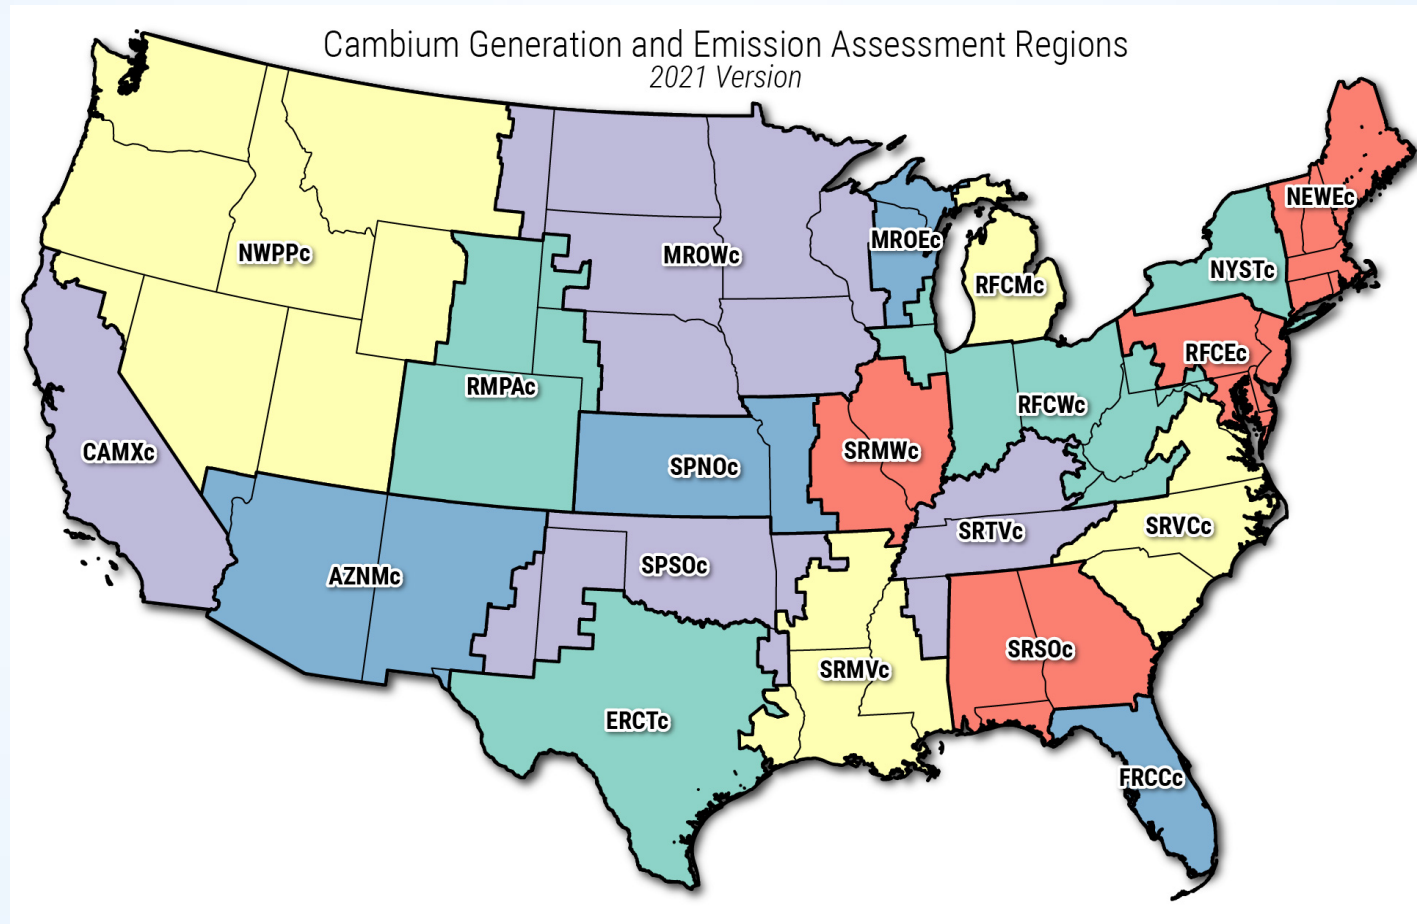 Cambium Generation and Emission Assessment Regions
2021 Version
NEWEc
MROEc
NWPPc
MROWc
NYSTc
RFCMc
RFCEc
RMPAc
RFCWc
CAMXc
SRMWc
SPNOc
SRVCc
SRTVc
SPSOc
AZNMc
SRSOc
SRMVc
ERCTc
FRCCc